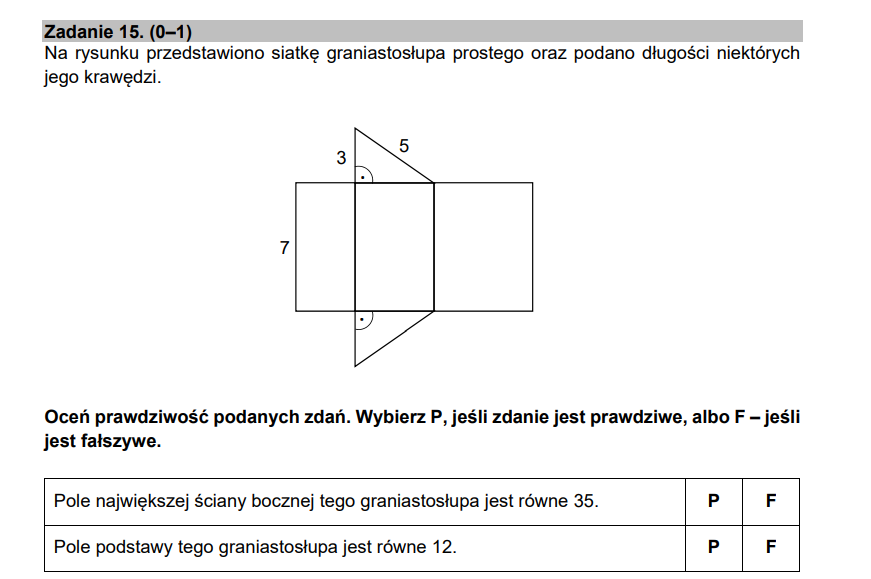 Zadanie 15. (0–1)
Na rysunku przedstawiono siatkę graniastosłupa prostego oraz podano długości niektórych
jego krawędzi.
3
5
7
Oceń prawdziwość podanych zdań. Wybierz P, jeśli zdanie jest prawdziwe, albo F – jeśli
jest fałszywe.
Pole największej ściany bocznej tego graniastosłupa jest równe 35. P F
Pole podstawy tego graniastosłupa jest równe 12. P F